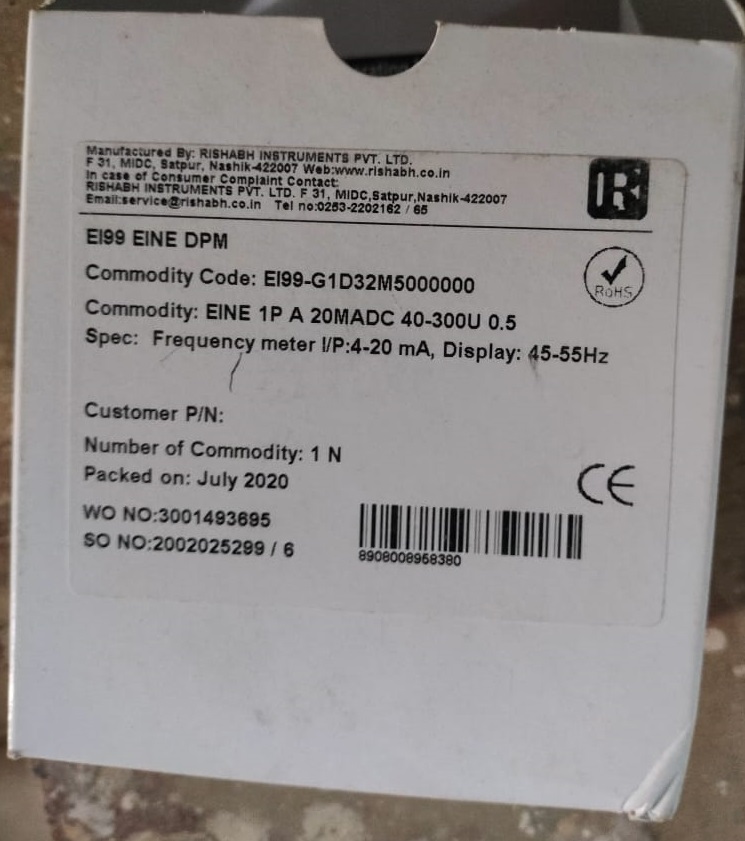 Manufactured By: RISHABH INSTRUMENTS PVT. LTD.
F 31, MIDC, Satpur, Nashik-422007 Web:www.rishabh.co.in
In case of Consumer Complaint Contact:
RISHABH INSTRUMENTS PVT. LTD. F 31, MIDC,Satpur,Nashik-422007
Email:service@rishabh.co.in Tel no:0253-2202162 / 65
EI99 EINE DPM
Commodity Code: EI99-G1D32M5000000
RoHS
Commodity: EINE 1P A 20MADC 40-300U 0.5
Spec: Frequency meter I/P:4-20 mA, Display: 45-55Hz
Customer P/N:
Number of Commodity: 1 N
Packed on: July 2020
CE
WO NO:3001493695
SO NO:2002025299 / 6
8908008958380